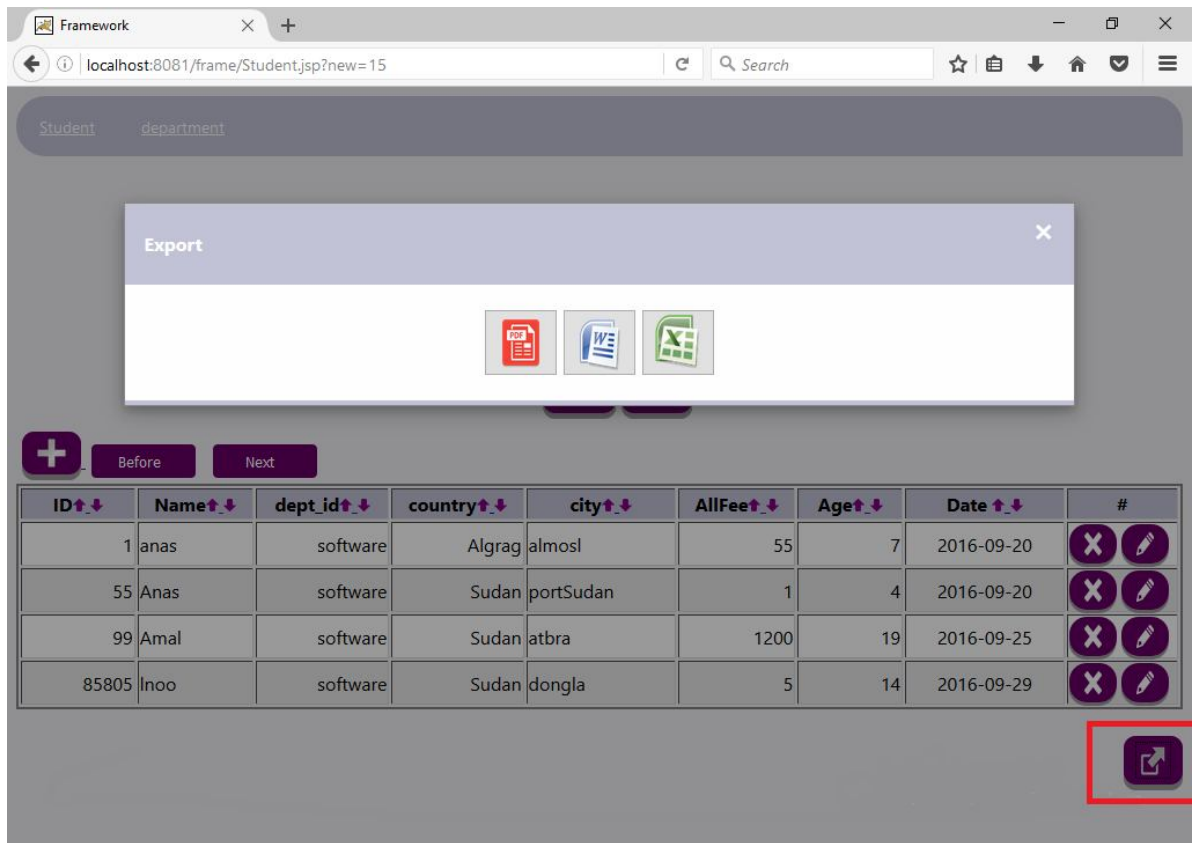 Framework
localhost:8081/frame/Student.jsp?new=15 Search
Student department
Export
PDF W X
Before Next
ID Name dept_id country city AllFee Age Date #
1 anas software Algrag almosl 55 7 2016-09-20
55 Anas software Sudan portSudan 1 4 2016-09-20
99 Amal software Sudan atbra 1200 19 2016-09-25
85805 lnoo software Sudan dongla 5 14 2016-09-29